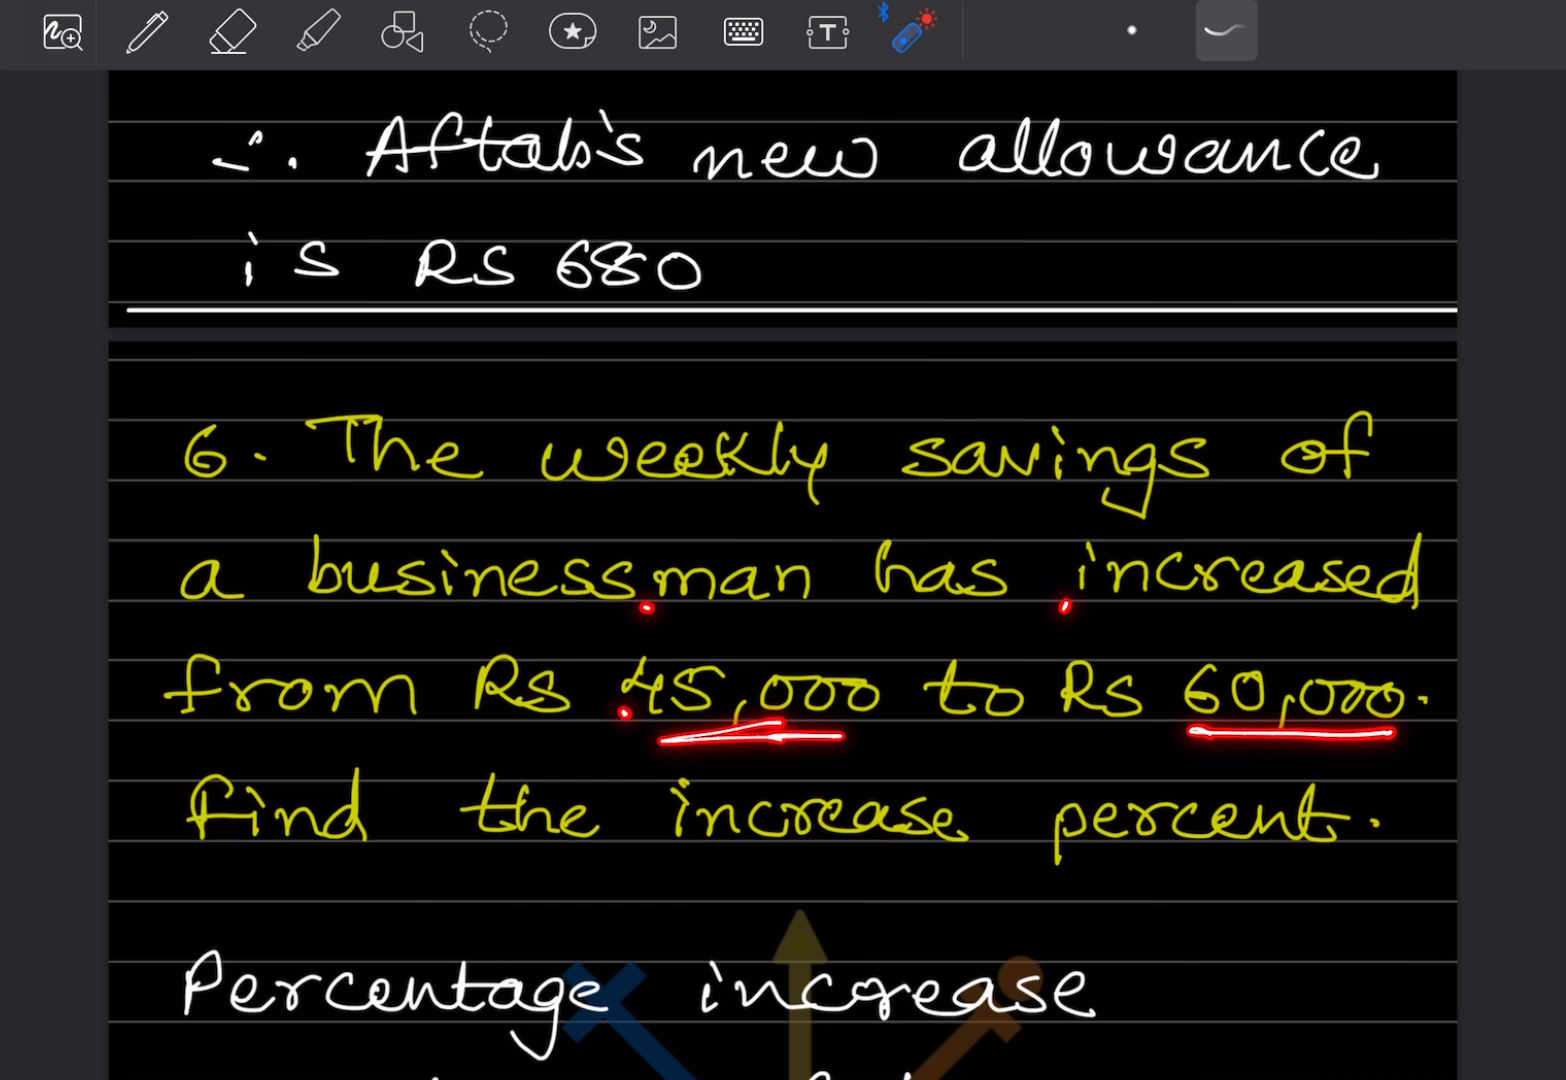 ∴ Aftab's new allowance
is RS 680
6. The weekly savings of
a businessman has increased
from RS 45,000 to RS 60,000.
find the increase percent.
Percentage increase